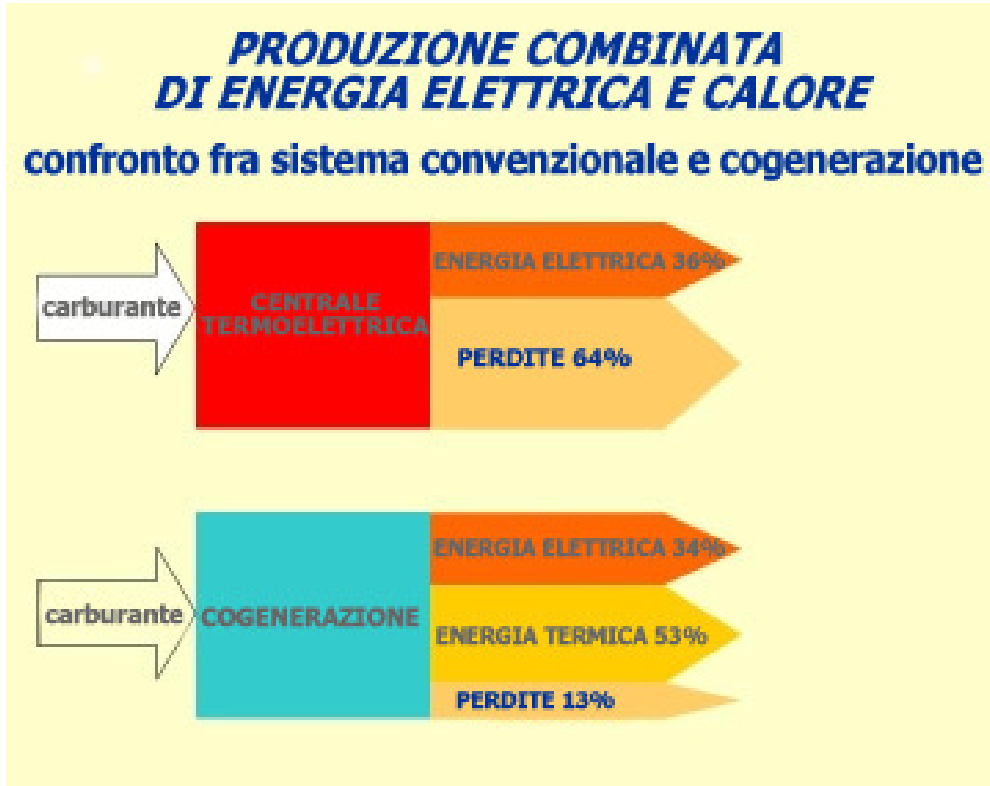 PRODUZIONE COMBINATA
DI ENERGIA ELETTRICA E CALORE
confronto fra sistema convenzionale e cogenerazione
carburante
CENTRALE
TERMOELETTRICA
ENERGIA ELETTRICA 36%
PERDITE 64%
carburante
COGENERAZIONE
ENERGIA ELETTRICA 34%
ENERGIA TERMICA 53%
PERDITE 13%